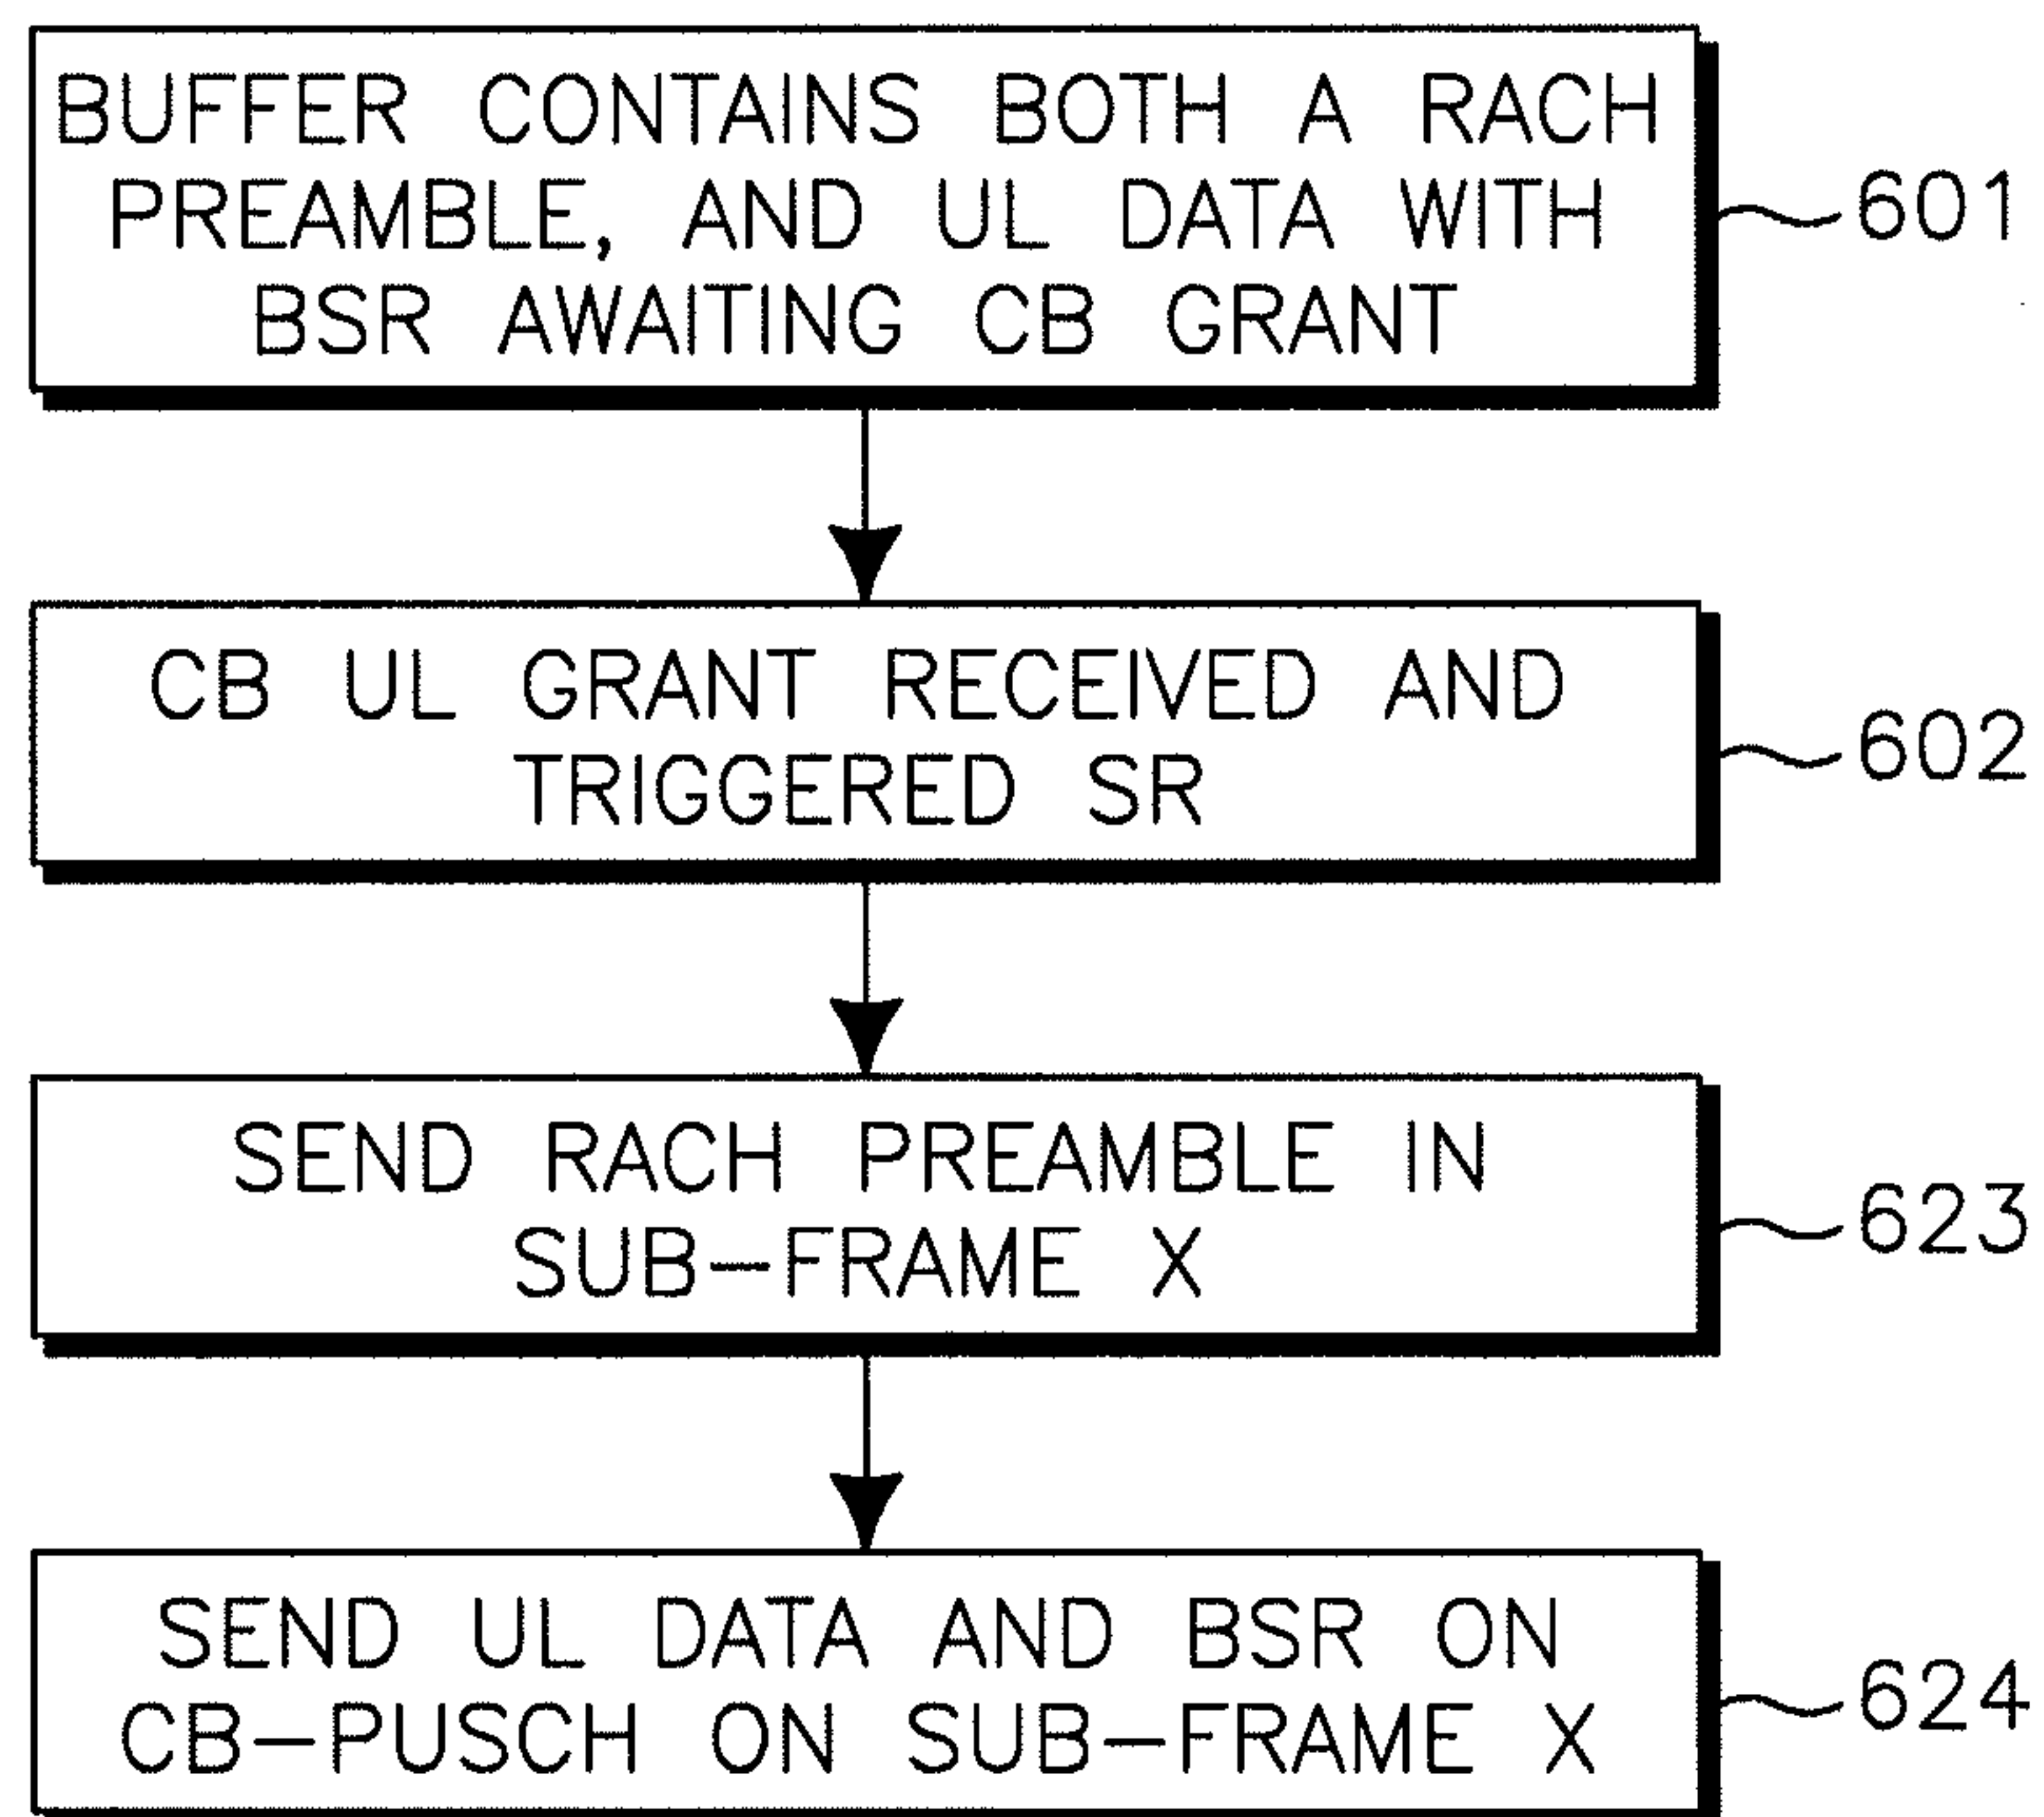 BUFFER CONTAINS BOTH A RACH
PREAMBLE, AND UL DATA WITH
BSR AWAITING CB GRANT
601
CB UL GRANT RECEIVED AND
TRIGGERED SR
602
SEND RACH PREAMBLE IN
SUB-FRAME X
623
SEND UL DATA AND BSR ON
CB-PUSCH ON SUB-FRAME X
624